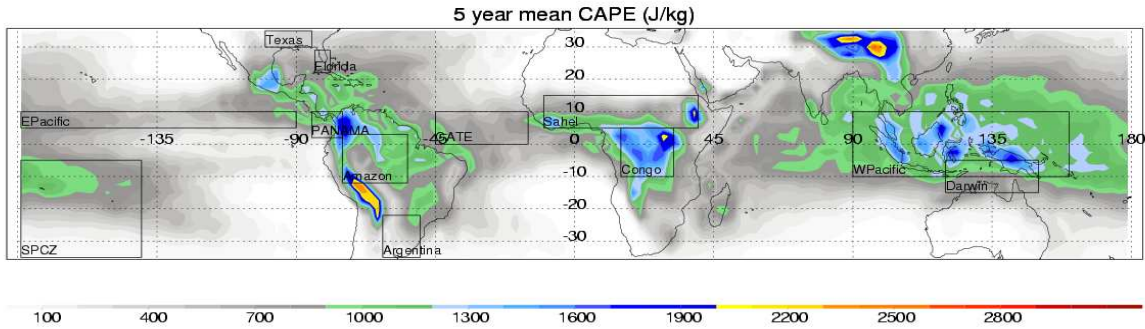 5 year mean CAPE (J/kg)
Texas
30
Florida
20
10
EPacific
PANAMA
Sahel
-135
-90
-45
GATE
0
45
90
135
180
Amazon
Congo
WPacific
-10
Darwin
-20
SPCZ
Argentina
-30
100 400 700 1000 1300 1600 1900 2200 2500 2800